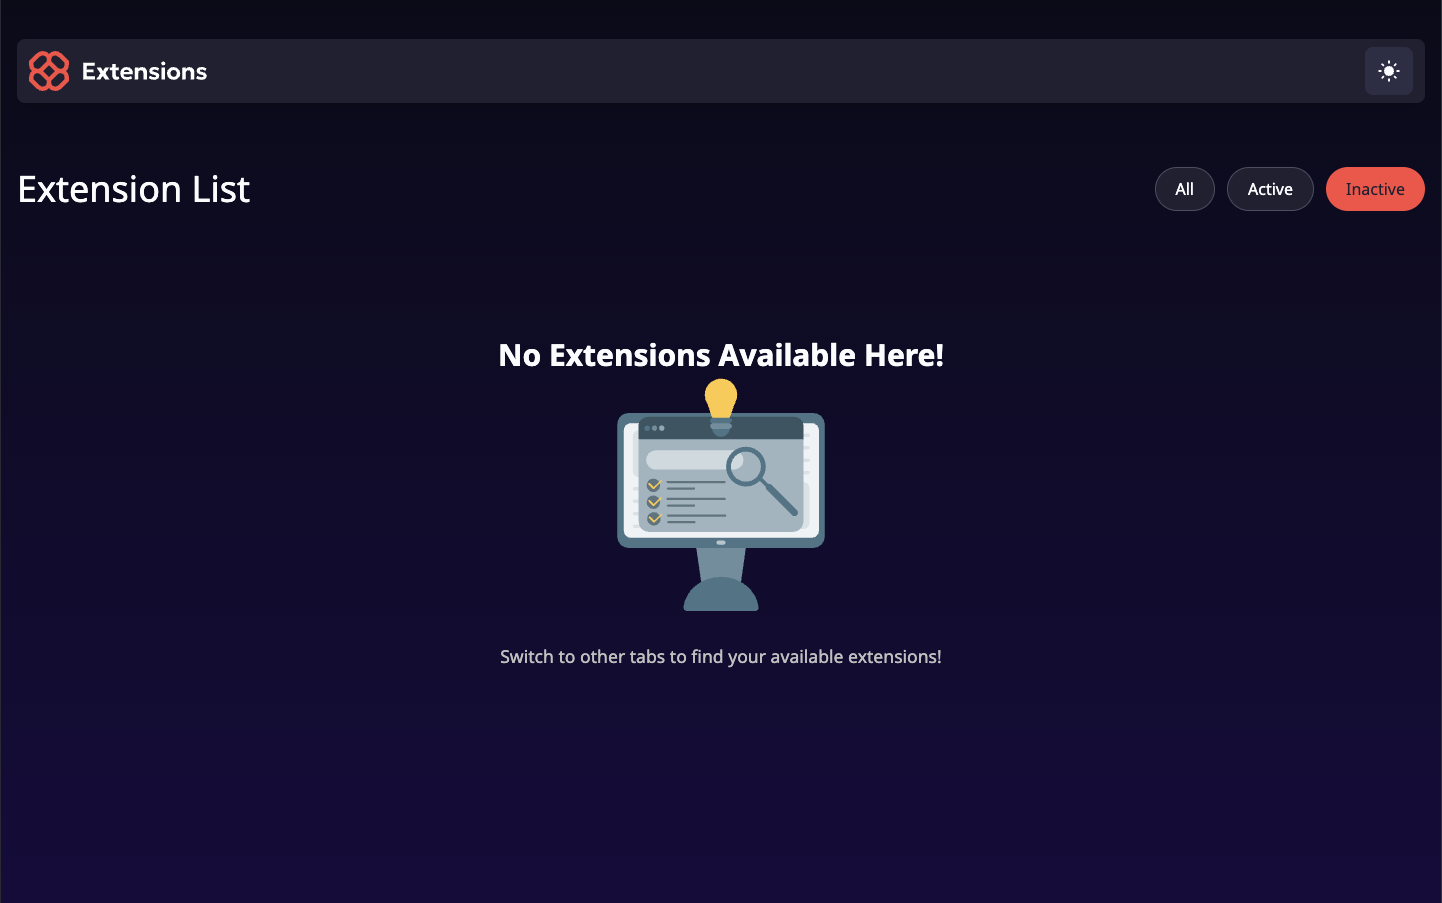 Extensions
Extension List
All
Active
Inactive
No Extensions Available Here!
Switch to other tabs to find your available extensions!